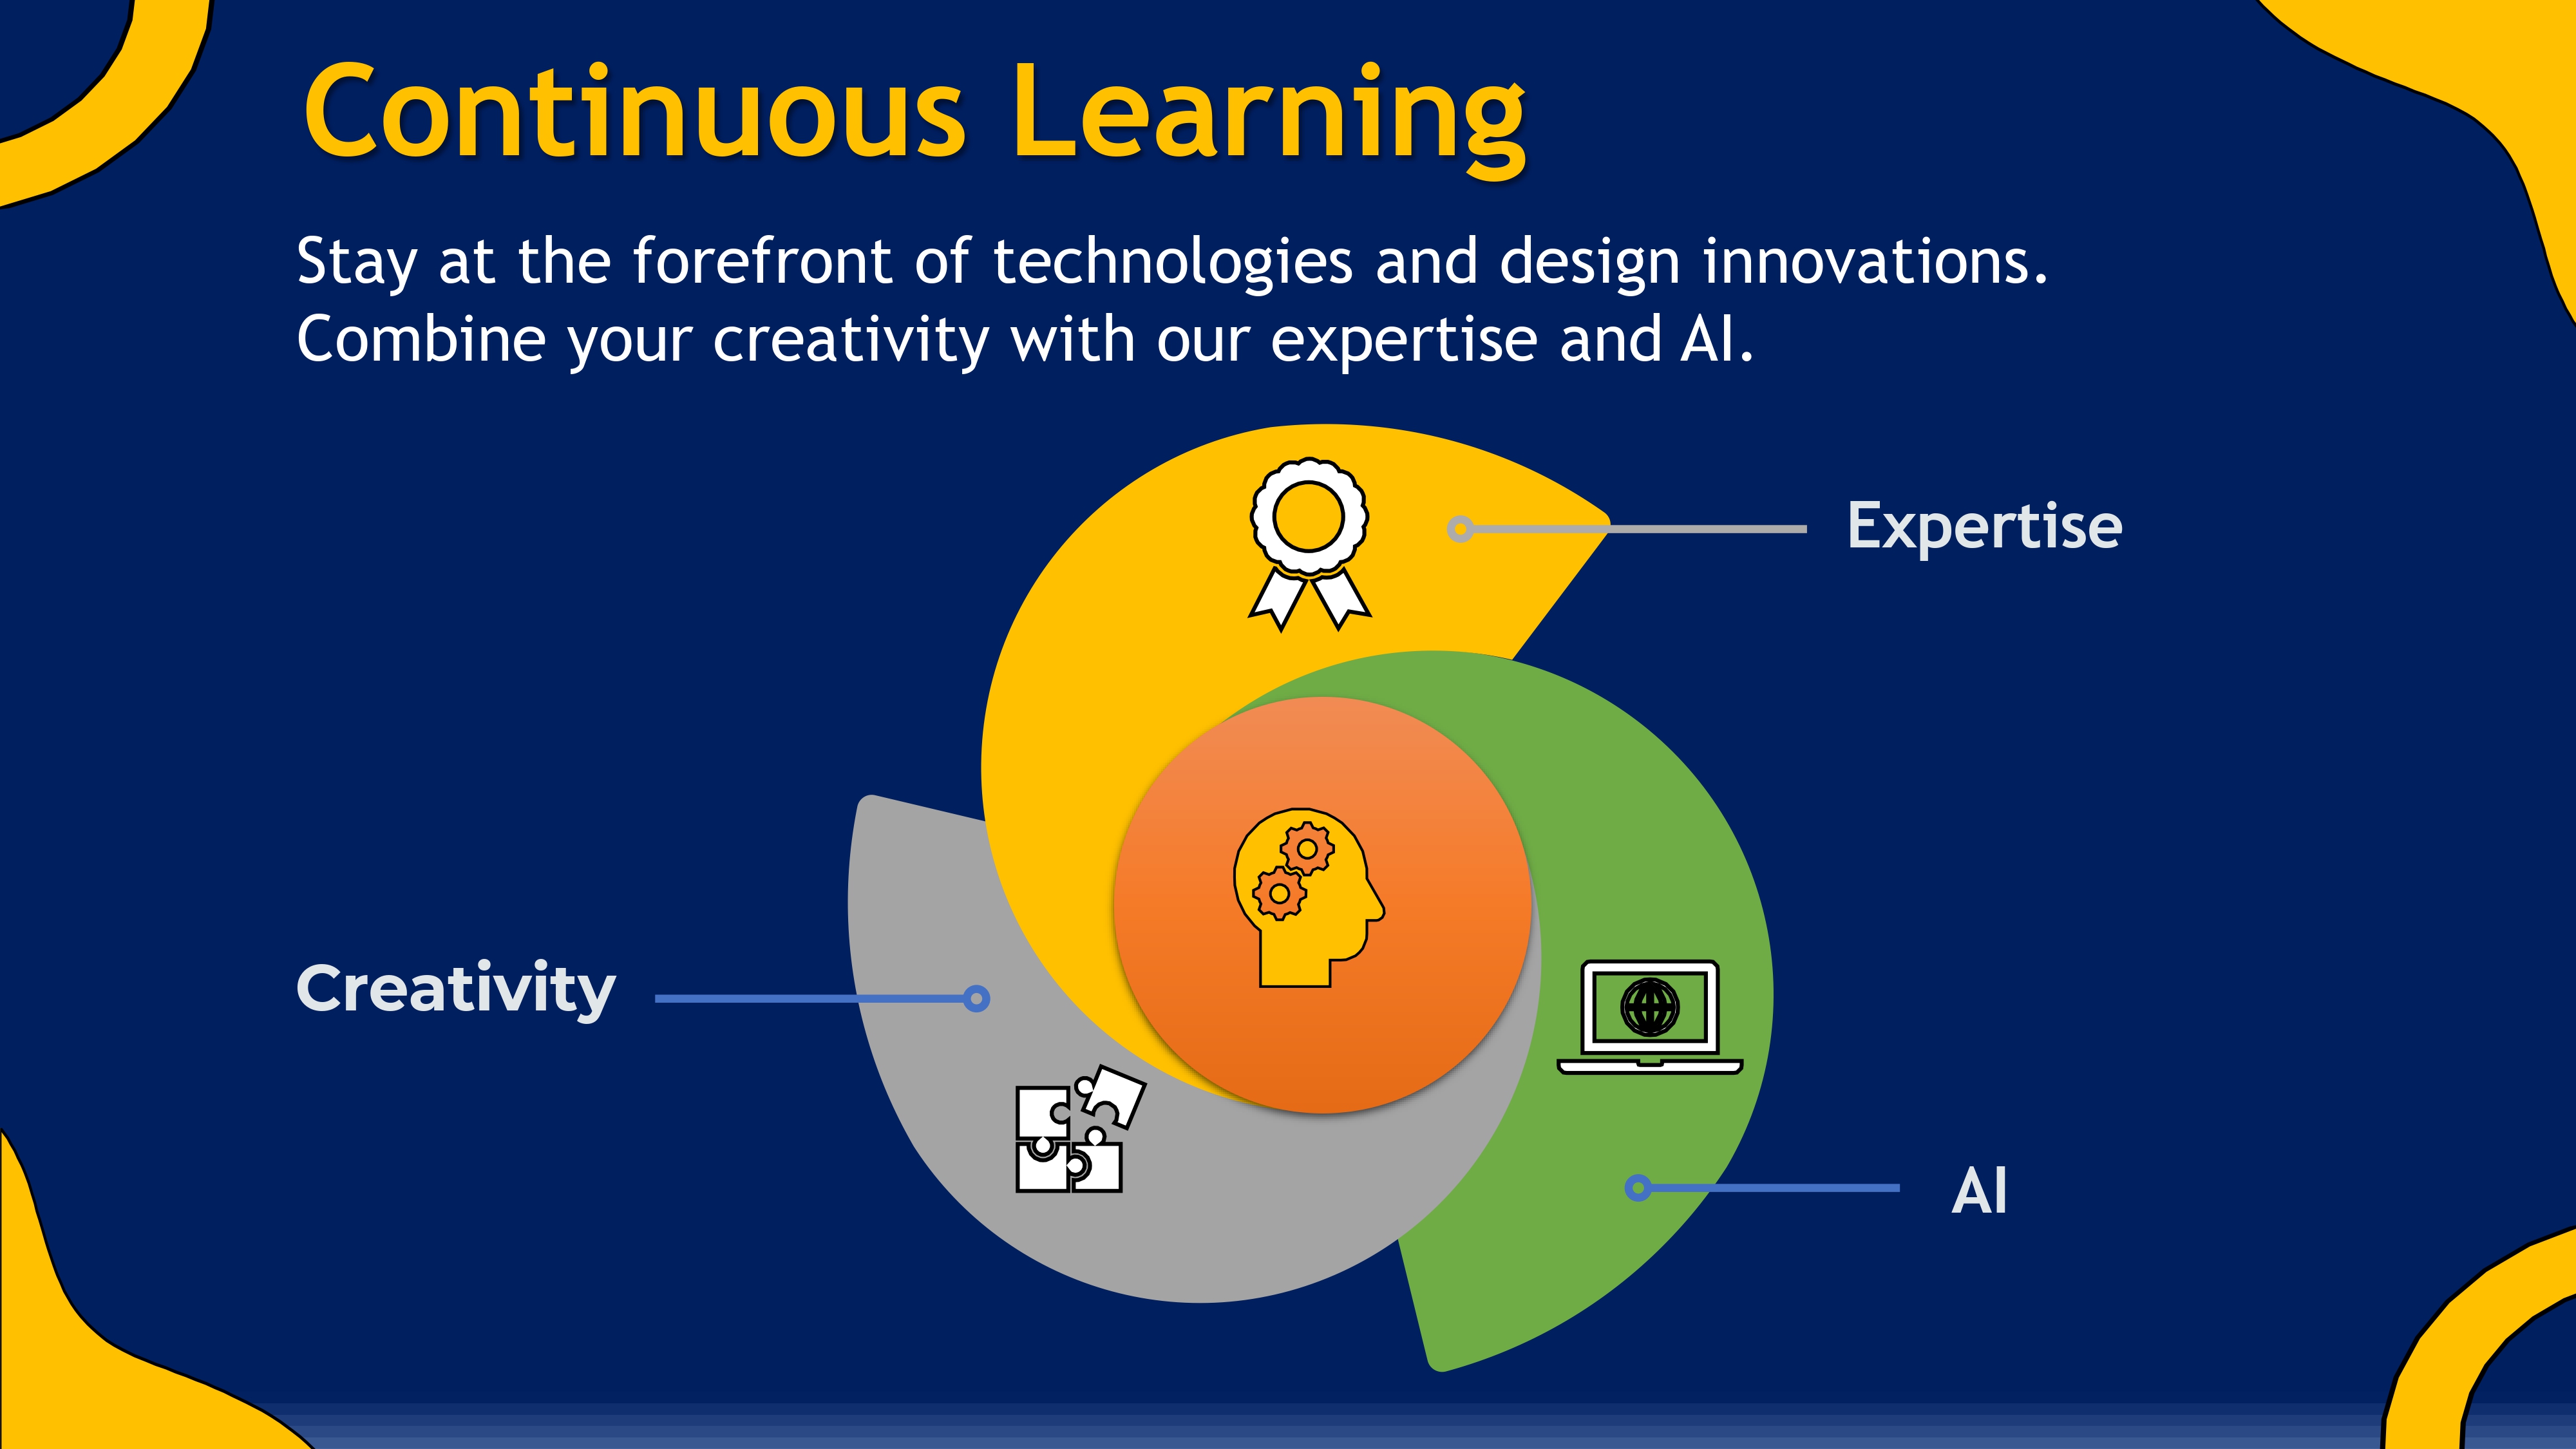 Continuous Learning
Stay at the forefront of technologies and design innovations.
Combine your creativity with our expertise and AI.
Expertise
Creativity
AI